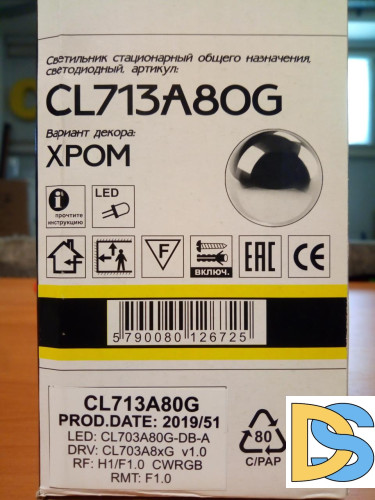 Светильник стационарный общего назначения,
светодиодный, артикул:
CL713A80G
Вариант декора:
ХРОМ
прочтите
инструкцию
LED
F
ВКЛЮЧ.
EAC
CE
5 790080 126725
CL713A80G
PROD.DATE: 2019/51
LED: CL703A80G-DB-A
DRV: CL703A8xG v1.0
RF: H1/F1.0 CWRGB
RMT: F1.0
80
C/PAP
DS